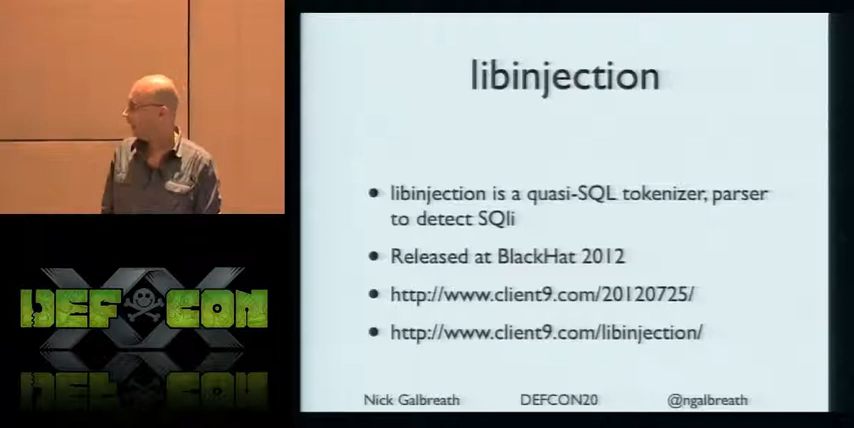 libinjection
• libinjection is a quasi-SQL tokenizer, parser
to detect SQLi
• Released at BlackHat 2012
• http://www.client9.com/20120725/
• http://www.client9.com/libinjection/
Nick Galbreath DEFCON20 @ngalbreath
DEF CON
XX